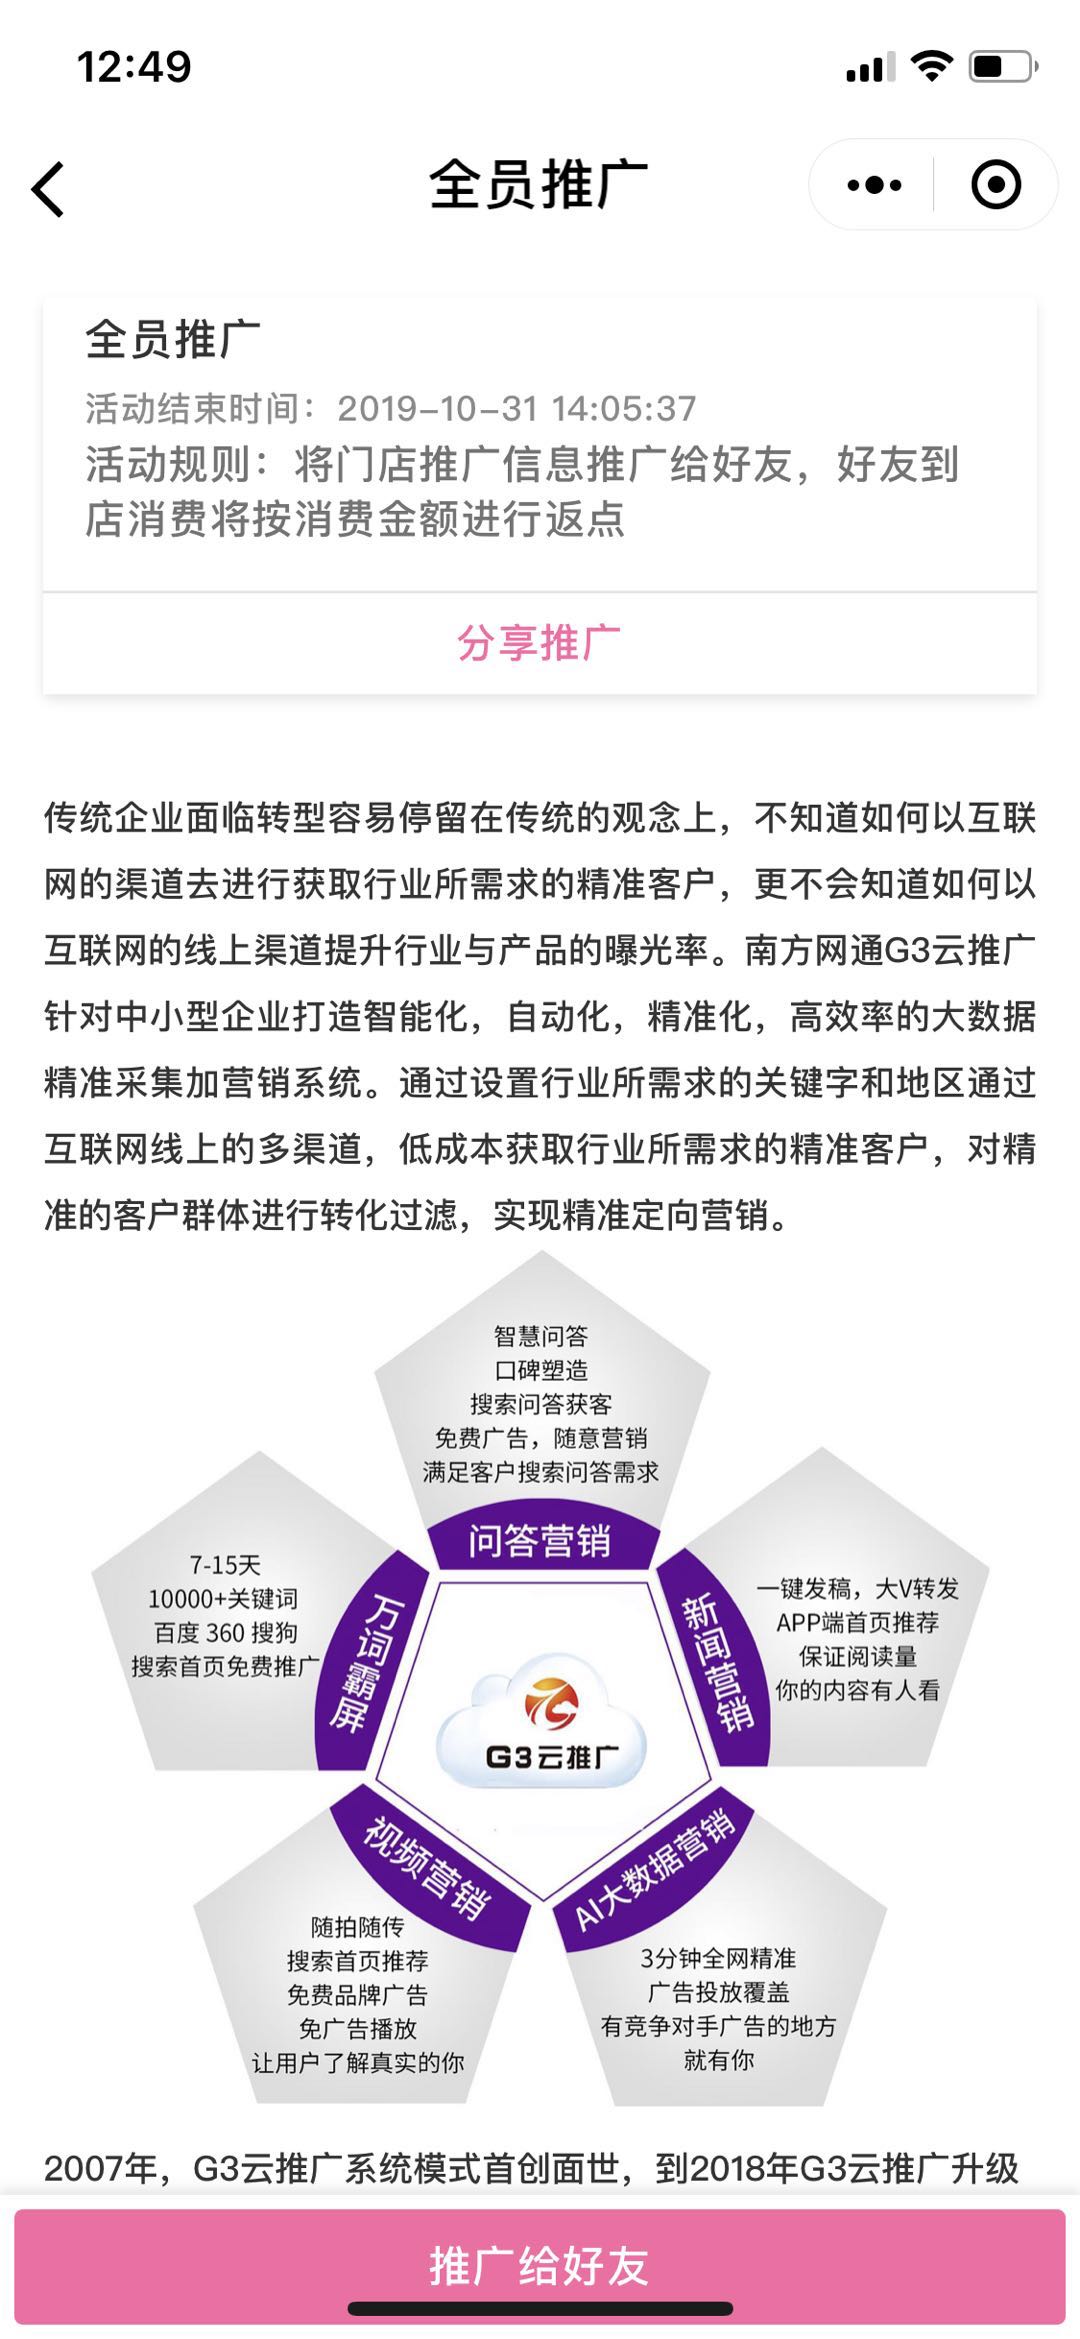 12:49
全员推广
全员推广
活动结束时间：2019-10-31 14:05:37
活动规则：将门店推广信息推广给好友，好友到
店消费将按消费金额进行返点
分享推广
传统企业面临转型容易停留在传统的观念上，不知道如何以互联
网的渠道去进行获取行业所需求的精准客户，更不会知道如何以
互联网的线上渠道提升行业与产品的曝光率。南方网通G3云推广
针对中小型企业打造智能化，自动化，精准化，高效率的大数据
精准采集加营销系统。通过设置行业所需求的关键字和地区通过
互联网线上的多渠道，低成本获取行业所需求的精准客户，对精
准的客户群体进行转化过滤，实现精准定向营销。
智慧问答
口碑塑造
搜索问答获客
免费广告，随意营销
满足客户搜索问答需求
问答营销
7-15天
10000+关键词
百度 360 搜狗
搜索首页免费推广
万词霸屏
新闻营销
一键发稿，大V转发
APP端首页推荐
保证阅读量
你的内容有人看
G3云推广
视频营销
随拍随传
搜索首页推荐
免费品牌广告
免广告播放
让用户了解真实的你
AI大数据营销
3分钟全网精准
广告投放覆盖
有竞争对手广告的地方
就有你
2007年，G3云推广系统模式首创面世，到2018年G3云推广升级
推广给好友